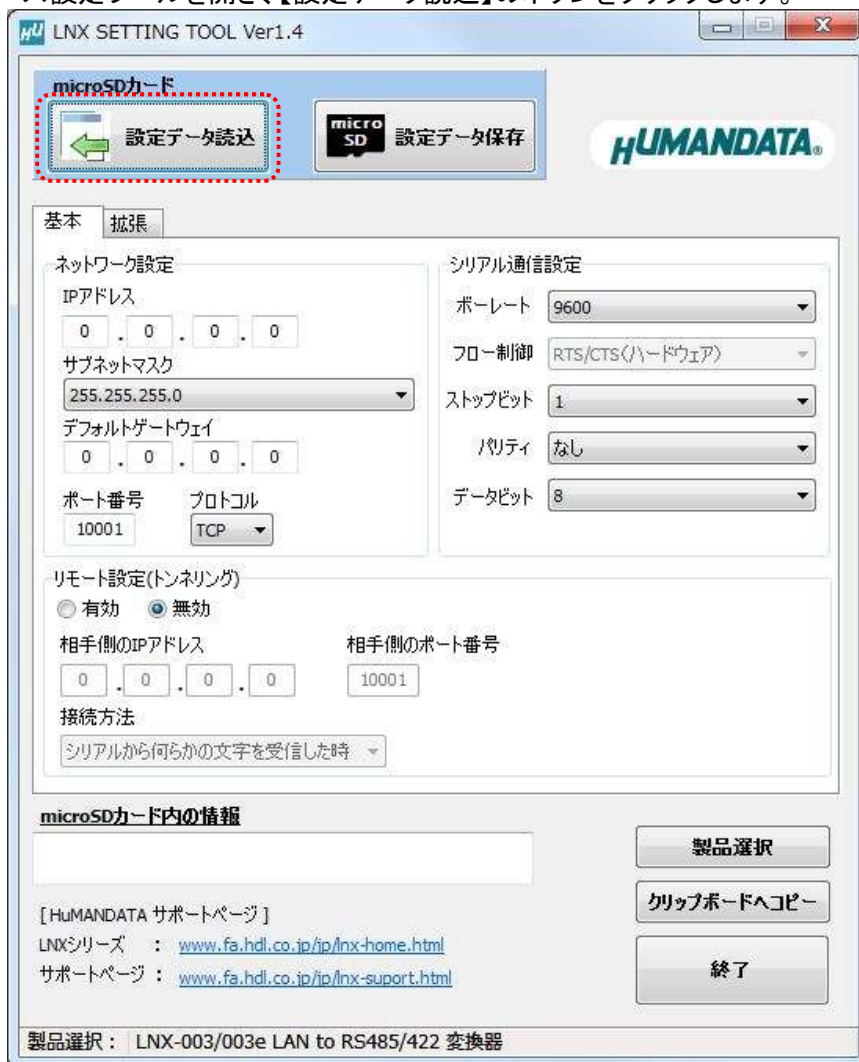 LNX SETTING TOOL Ver1.4
microSDカード
設定データ読込
micro SD 設定データ保存
HUMANDATA®
基本 拡張
ネットワーク設定
IPアドレス
0 . 0 . 0 . 0
サブネットマスク
255.255.255.0
デフォルトゲートウェイ
0 . 0 . 0 . 0
ポート番号 プロトコル
10001 TCP
シリアル通信設定
ボーレート 9600
フロー制御 RTS/CTS(ハードウェア)
ストップビット 1
パリティ なし
データビット 8
リモート設定(トンネリング)
有効 無効
相手側のIPアドレス 相手側のポート番号
0 . 0 . 0 . 0 10001
接続方法
シリアルから何らかの文字を受信した時
microSDカード内の情報
製品選択
クリップボードへコピー
終了
[HuMANDATA サポートページ]
LNXシリーズ : www.fa.hdl.co.jp/jp/lnx-home.html
サポートページ : www.fa.hdl.co.jp/jp/lnx-suport.html
製品選択: LNX-003/003e LAN to RS485/422 変換器